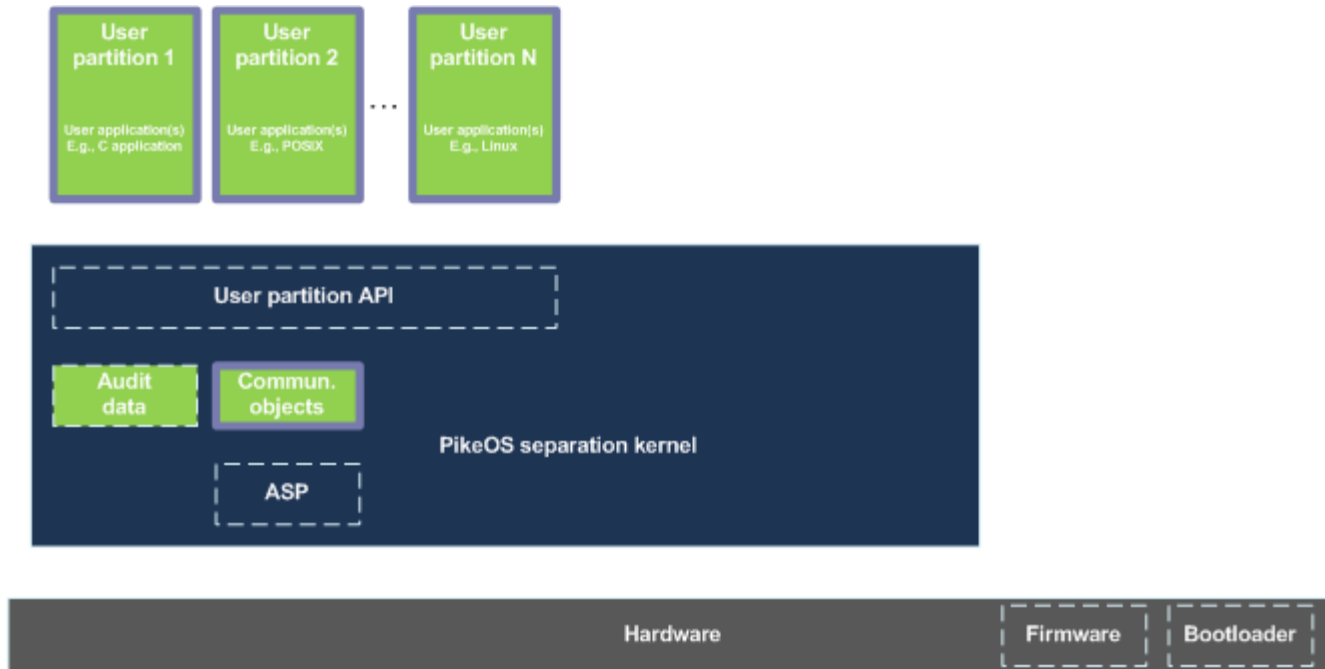 User
partition 1
User application(s)
E.g., C application
User
partition 2
User application(s)
E.g., POSIX
...
User
partition N
User application(s)
E.g., Linux
User partition API
Audit
data
Commun.
objects
PikeOS separation kernel
ASP
Hardware
Firmware
Bootloader